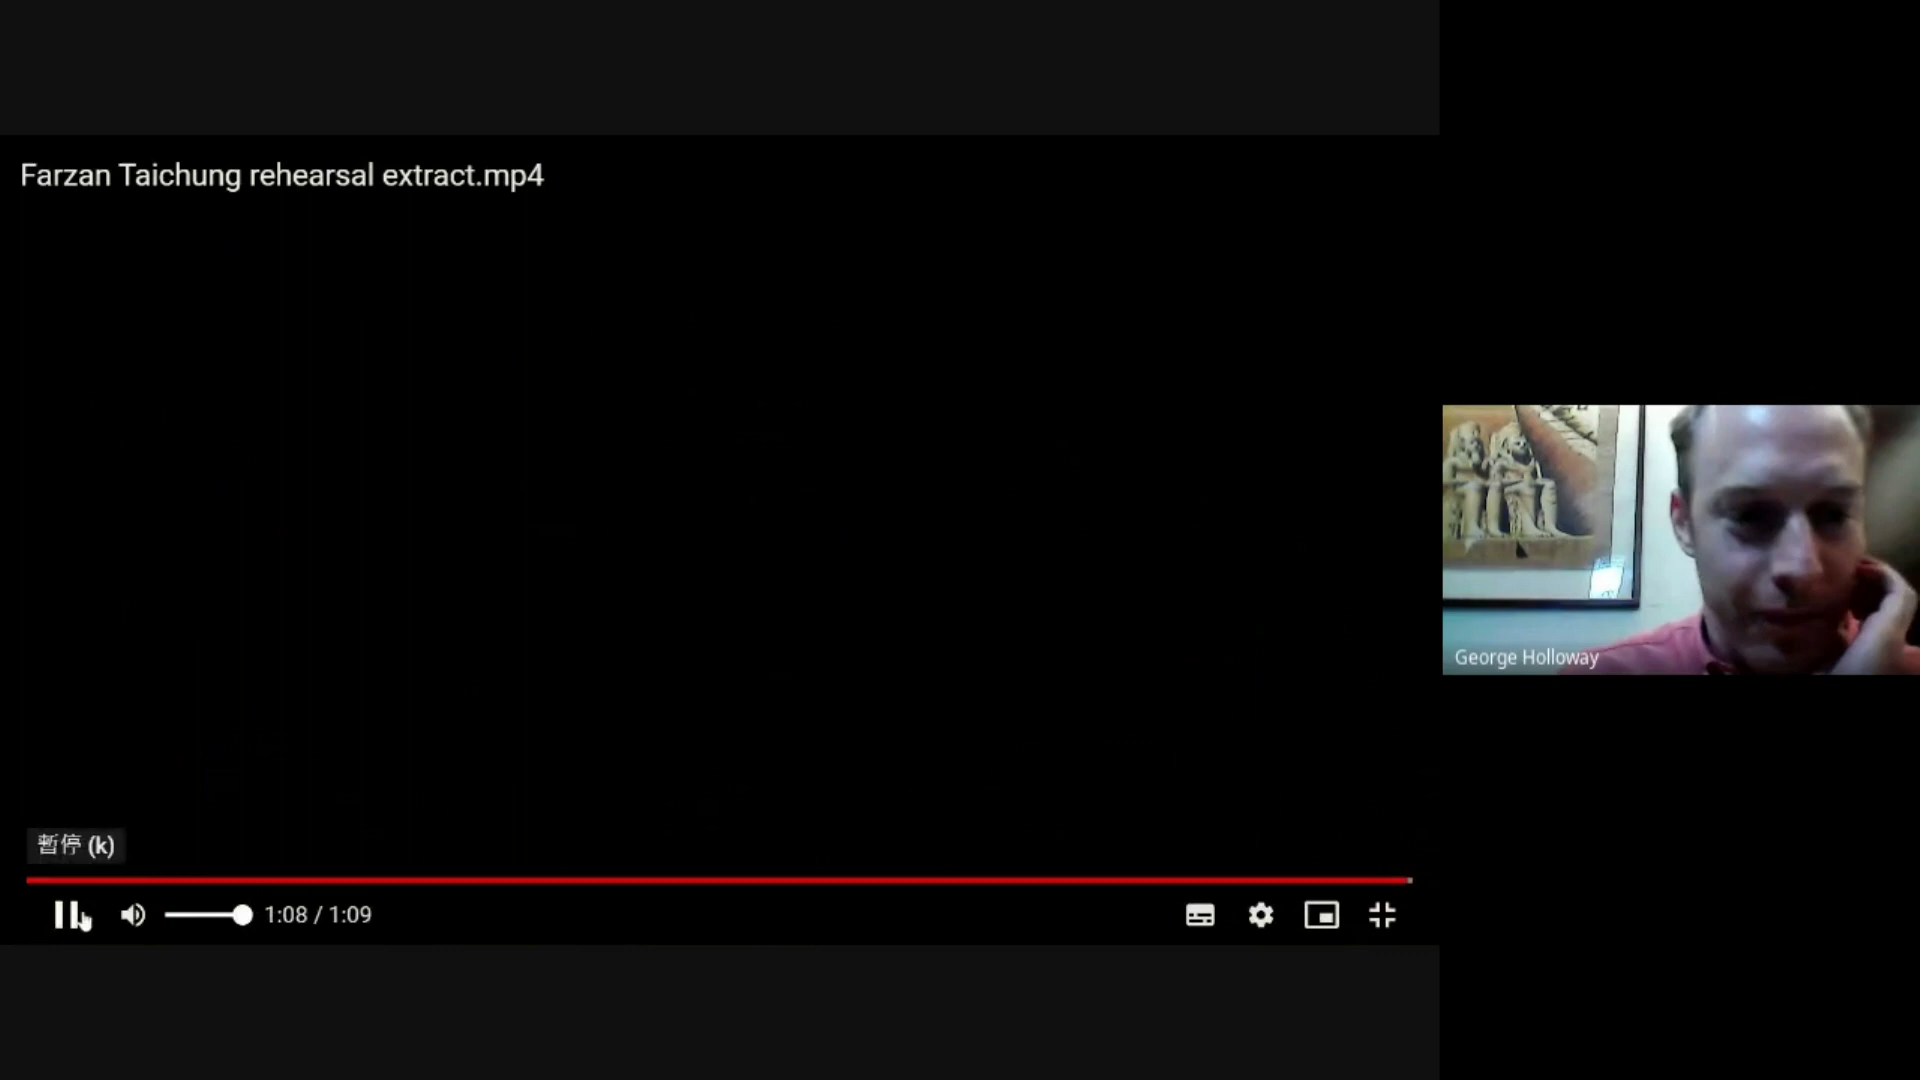 Farzan Taichung rehearsal extract.mp4
George Holloway
暫停 (k)
1:08 / 1:09